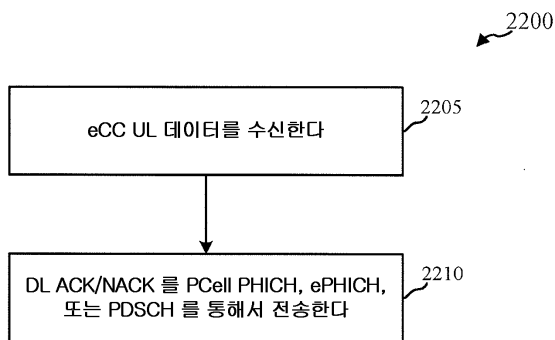 2200
eCC UL 데이터를 수신한다
2205
DL ACK/NACK 를 PCell PHICH, ePHICH,
또는 PDSCH 를 통해서 전송한다
2210